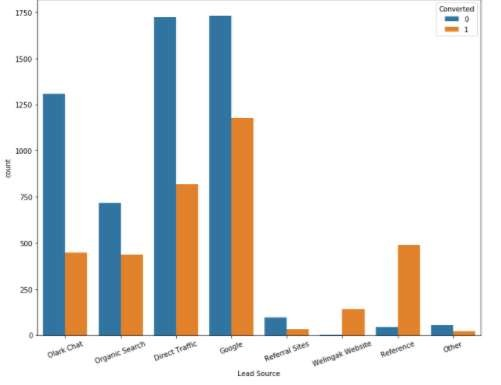 1750
1500
1250
1000
750
500
250
0
count
Converted
0
1
Olark Chat
Organic Search
Direct Traffic
Google
Referral Sites
Welingak Website
Reference
Other
Lead Source